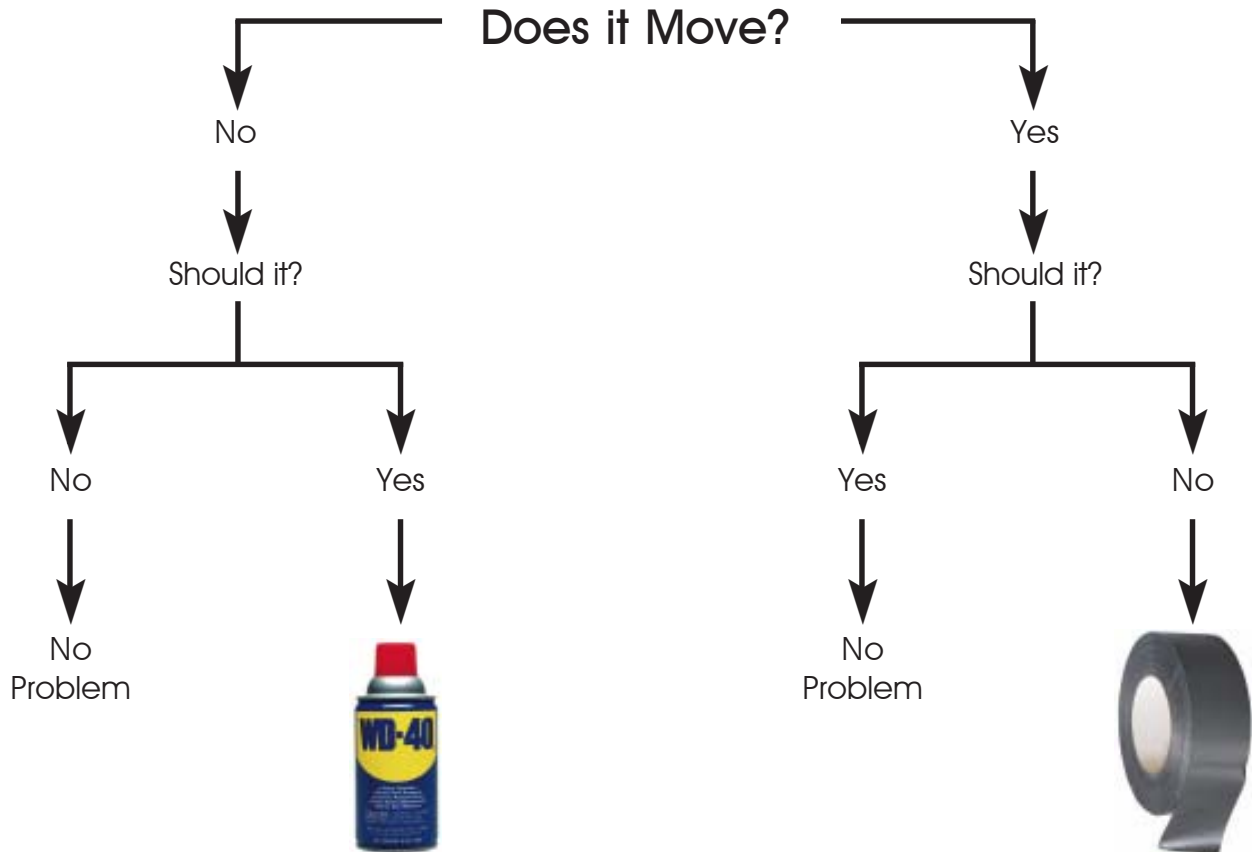 Does it Move?
No
Yes
Should it?
Should it?
No
Yes
Yes
No
No
Problem
No
Problem
WD-40